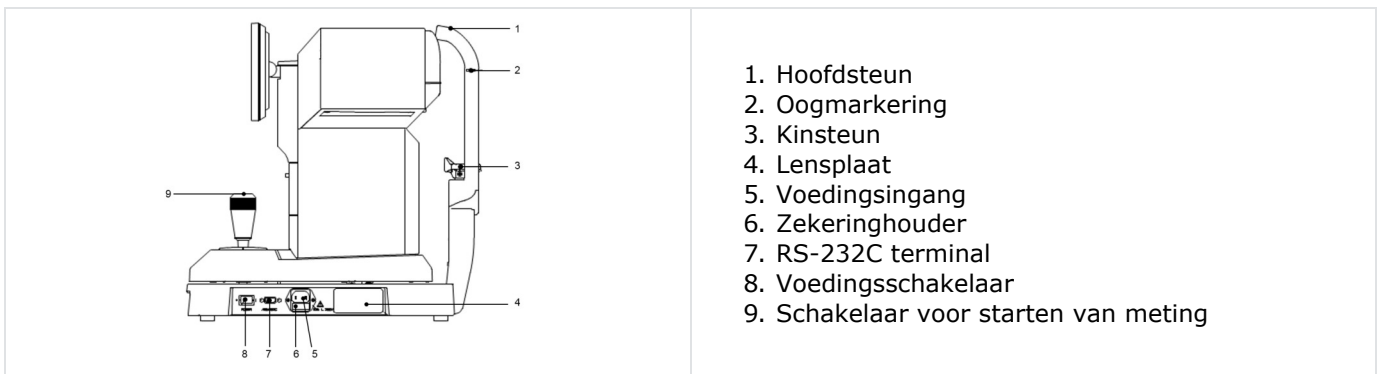 1
2
3
9
4
8 7 6 5
1. Hoofdsteun
2. Oogmarkering
3. Kinsteun
4. Lensplaat
5. Voedingsingang
6. Zekeringhouder
7. RS-232C terminal
8. Voedingsschakelaar
9. Schakelaar voor starten van meting